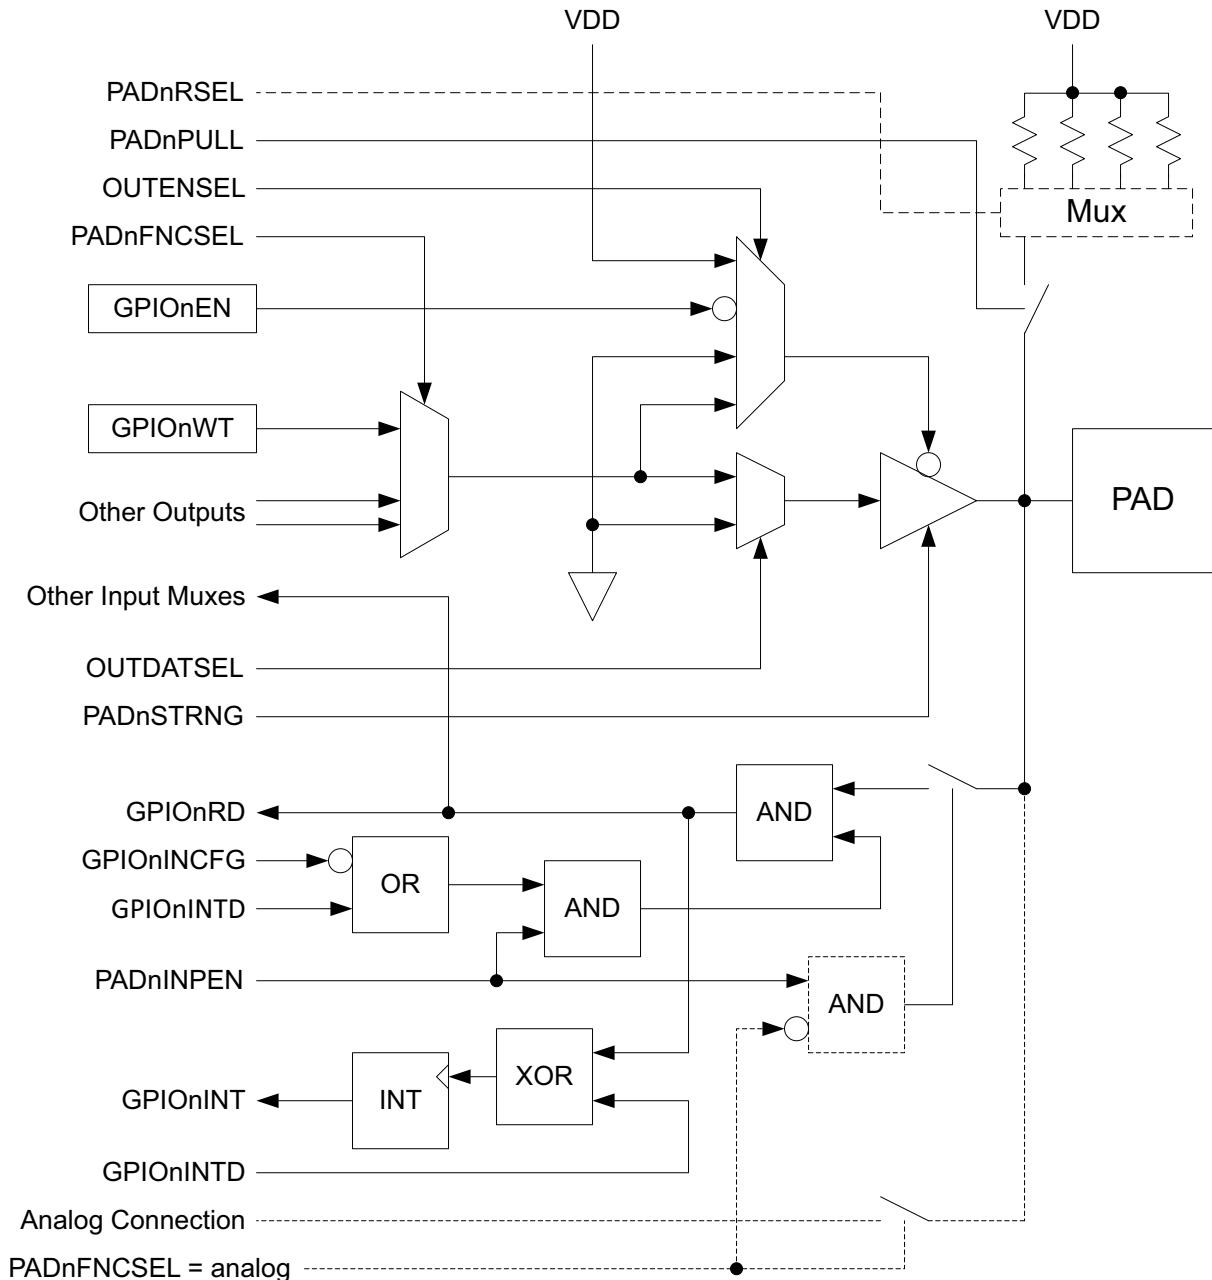 VDD
VDD
PADnRSEL
PADnPULL
OUTENSEL
PADnFNCSEL
Mux
GPIOnEN
GPIOnWT
Other Outputs
PAD
Other Input Muxes
OUTDATSEL
PADnSTRNG
GPIOnRD
AND
GPIOnINCFG
OR
GPIOnINTD
AND
PADnINPEN
AND
XOR
GPIOnINT
INT
GPIOnINTD
Analog Connection
PADnFNCSEL = analog